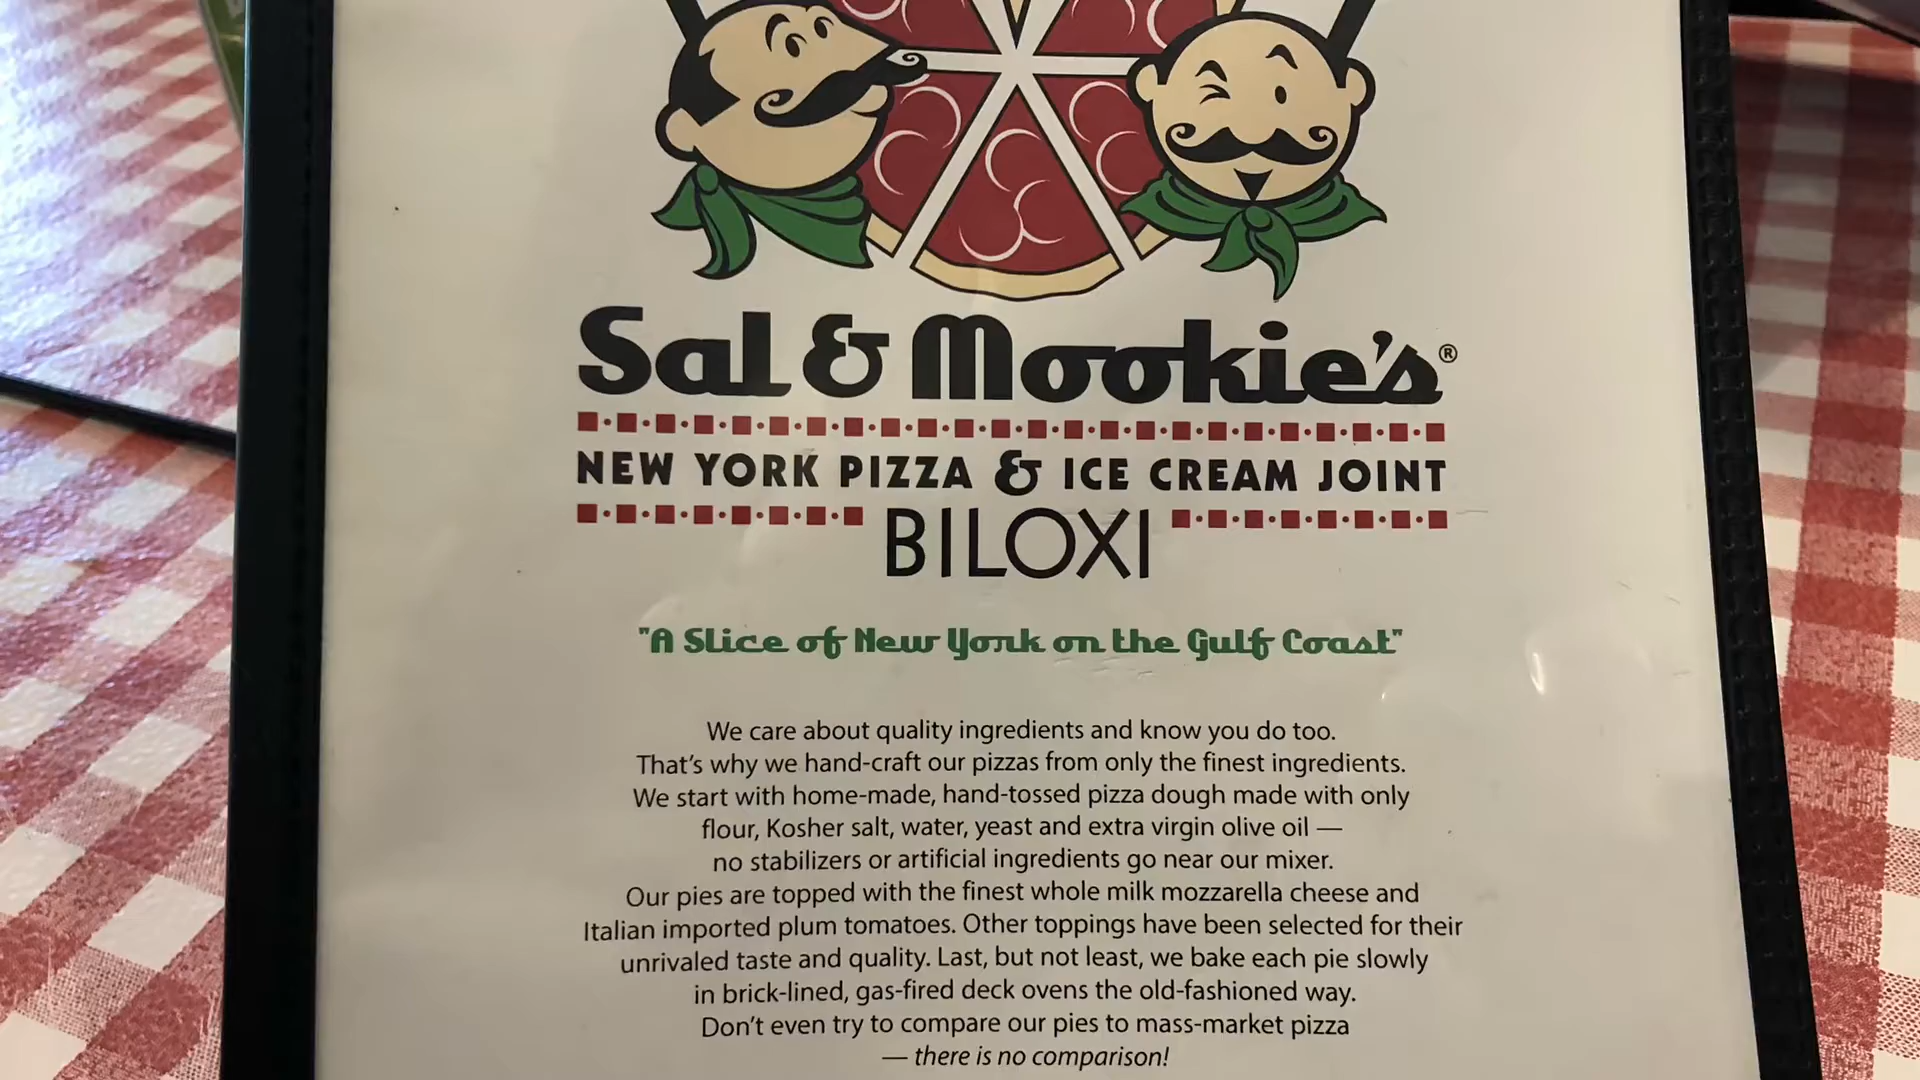 Sal & Mookie's®
NEW YORK PIZZA & ICE CREAM JOINT
BILOXI
"A Slice of New York on the Gulf Coast"
We care about quality ingredients and know you do too.
That's why we hand-craft our pizzas from only the finest ingredients.
We start with home-made, hand-tossed pizza dough made with only
flour, Kosher salt, water, yeast and extra virgin olive oil —
no stabilizers or artificial ingredients go near our mixer.
Our pies are topped with the finest whole milk mozzarella cheese and
Italian imported plum tomatoes. Other toppings have been selected for their
unrivaled taste and quality. Last, but not least, we bake each pie slowly
in brick-lined, gas-fired deck ovens the old-fashioned way.
Don't even try to compare our pies to mass-market pizza
— there is no comparison!